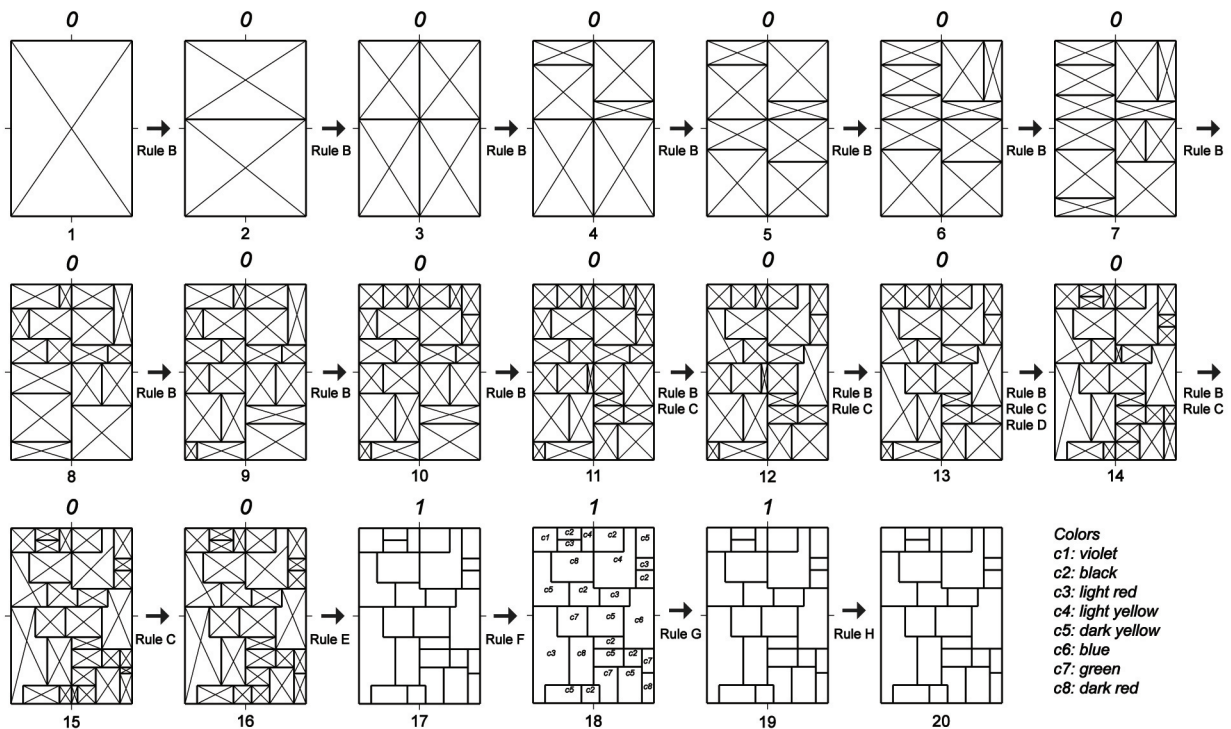 0 0 0 0 0 0 0
Rule B Rule B Rule B Rule B Rule B Rule B Rule B
1 2 3 4 5 6 7
0 0 0 0 0 0 0
Rule B Rule B Rule B Rule B Rule B Rule B Rule B
Rule C Rule C Rule C Rule C
Rule D
8 9 10 11 12 13 14
0 0 1 1 1
Colors
c1: violet
c2: black
c3: light red
c4: light yellow
c5: dark yellow
c6: blue
c7: green
c8: dark red
c1 c2 c4 c2 c5
c3
c8 c4 c3
c2
c5 c2 c3
c7 c5 c6
c2
c3 c8 c5 c2 c7
c7 c5
c5 c2 c8
Rule C Rule E Rule F Rule G Rule H
15 16 17 18 19 20